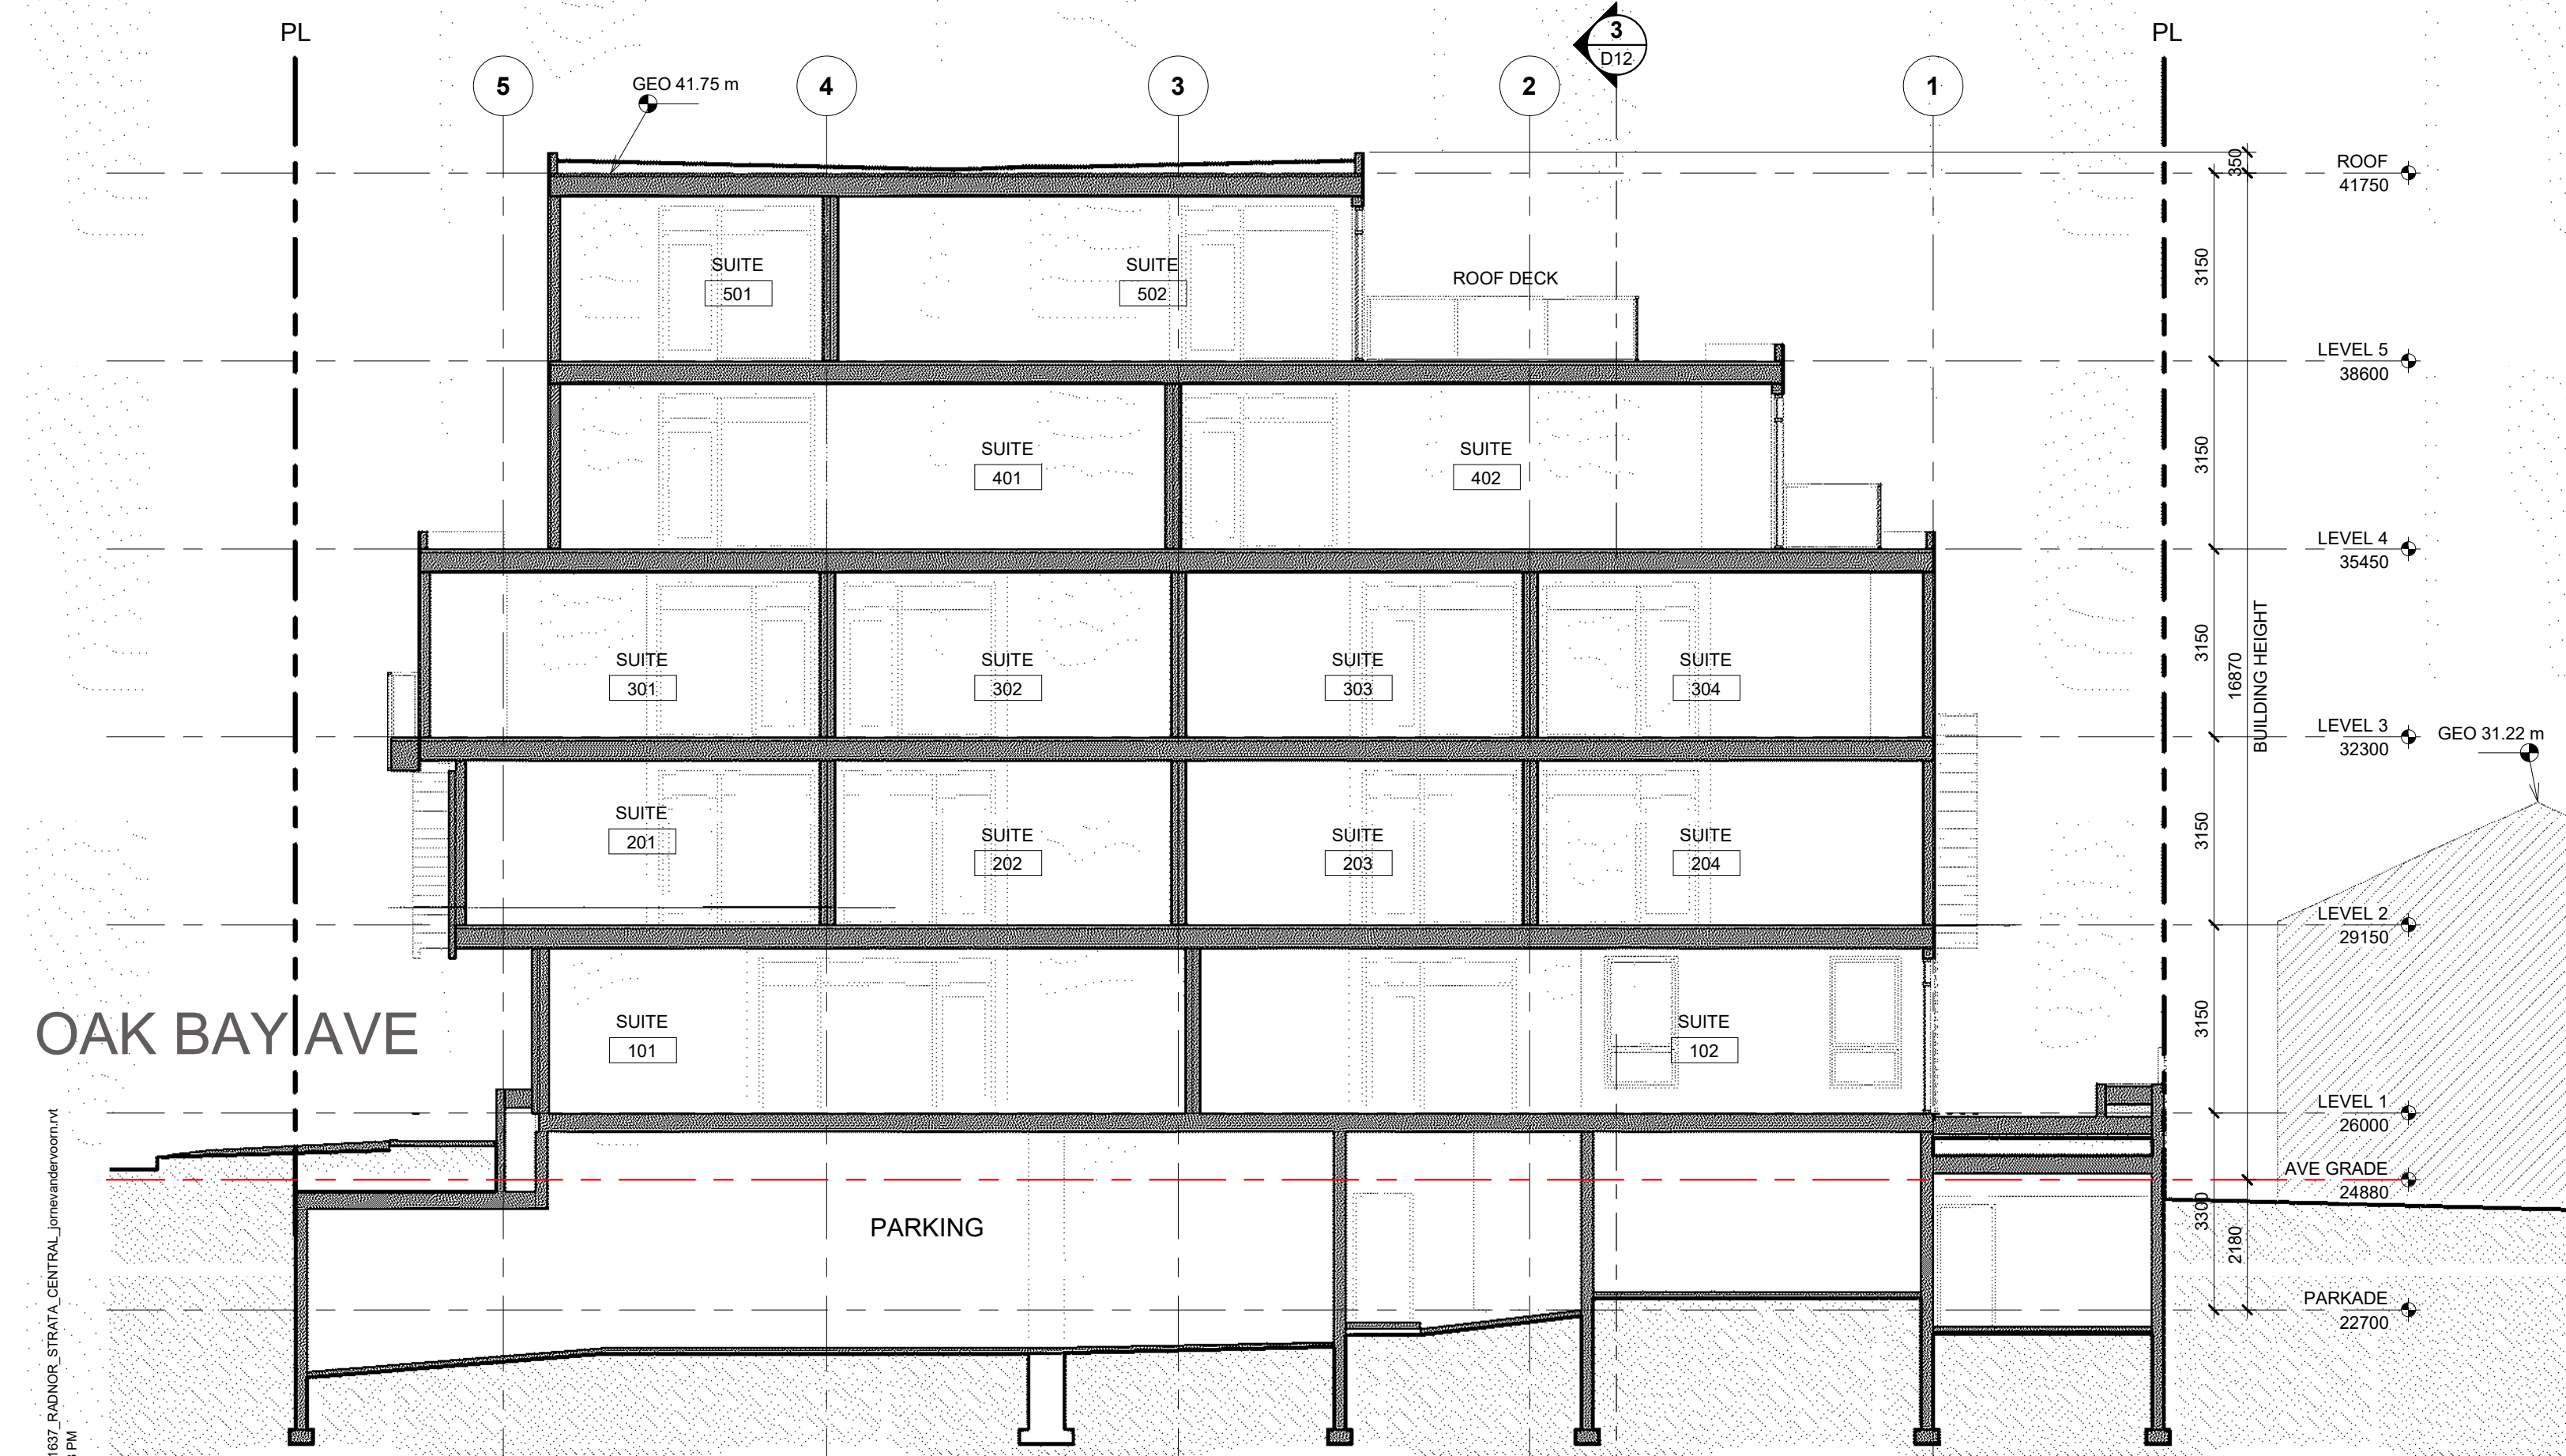 PL
PL
3
D12
5
4
3
2
1
GEO 41.75 m
350
ROOF
41750
3150
SUITE
501
SUITE
502
ROOF DECK
LEVEL 5
38600
3150
SUITE
401
SUITE
402
LEVEL 4
35450
3150
SUITE
301
SUITE
302
SUITE
303
SUITE
304
16870
BUILDING HEIGHT
LEVEL 3
32300
GEO 31.22 m
3150
SUITE
201
SUITE
202
SUITE
203
SUITE
204
LEVEL 2
29150
3150
OAK BAY AVE
SUITE
101
SUITE
102
LEVEL 1
26000
AVE GRADE
24880
3300
2180
PARKING
PARKADE
22700
1637_RADNOR_STRATA_CENTRAL_jornevandervoorn.rvt
PM